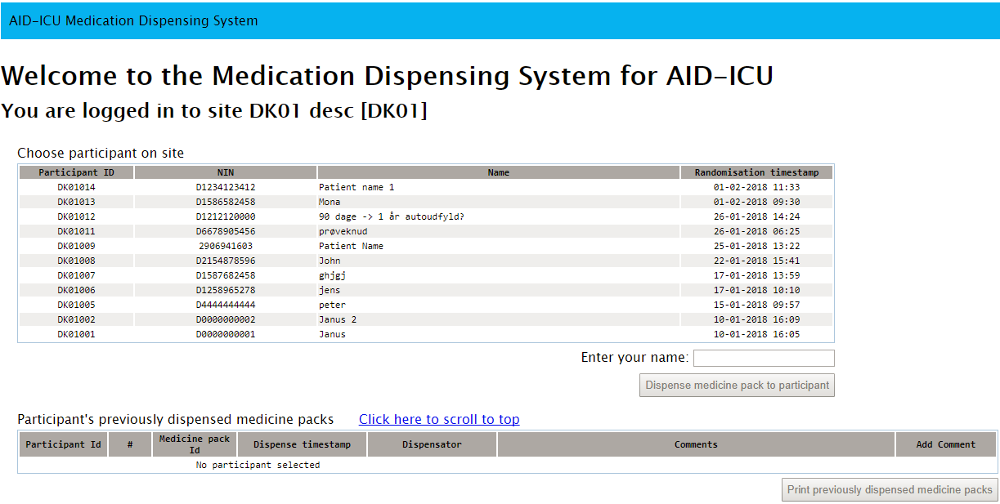 AID-ICU Medication Dispensing System
Welcome to the Medication Dispensing System for AID-ICU
You are logged in to site DK01 desc [DK01]
Choose participant on site
Participant ID NIN Name Randomisation timestamp
DK01014 D1234123412 Patient name 1 01-02-2018 11:33
DK01013 D1586582458 Mona 01-02-2018 09:30
DK01012 D1212120000 90 dage -> 1 år autoudfyld? 26-01-2018 14:24
DK01011 D6678905456 prøveknud 26-01-2018 06:25
DK01009 2906941603 Patient Name 25-01-2018 13:22
DK01008 D2154878596 John 22-01-2018 15:41
DK01007 D1587682458 ghjgj 17-01-2018 13:59
DK01006 D1258965278 jens 17-01-2018 10:10
DK01005 D4444444444 peter 15-01-2018 09:57
DK01002 D0000000002 Janus 2 10-01-2018 16:09
DK01001 D0000000001 Janus 10-01-2018 16:05
Enter your name:
Dispense medicine pack to participant
Participant's previously dispensed medicine packs Click here to scroll to top
Participant Id # Medicine pack Id Dispense timestamp Dispensator Comments Add Comment
No participant selected
Print previously dispensed medicine packs